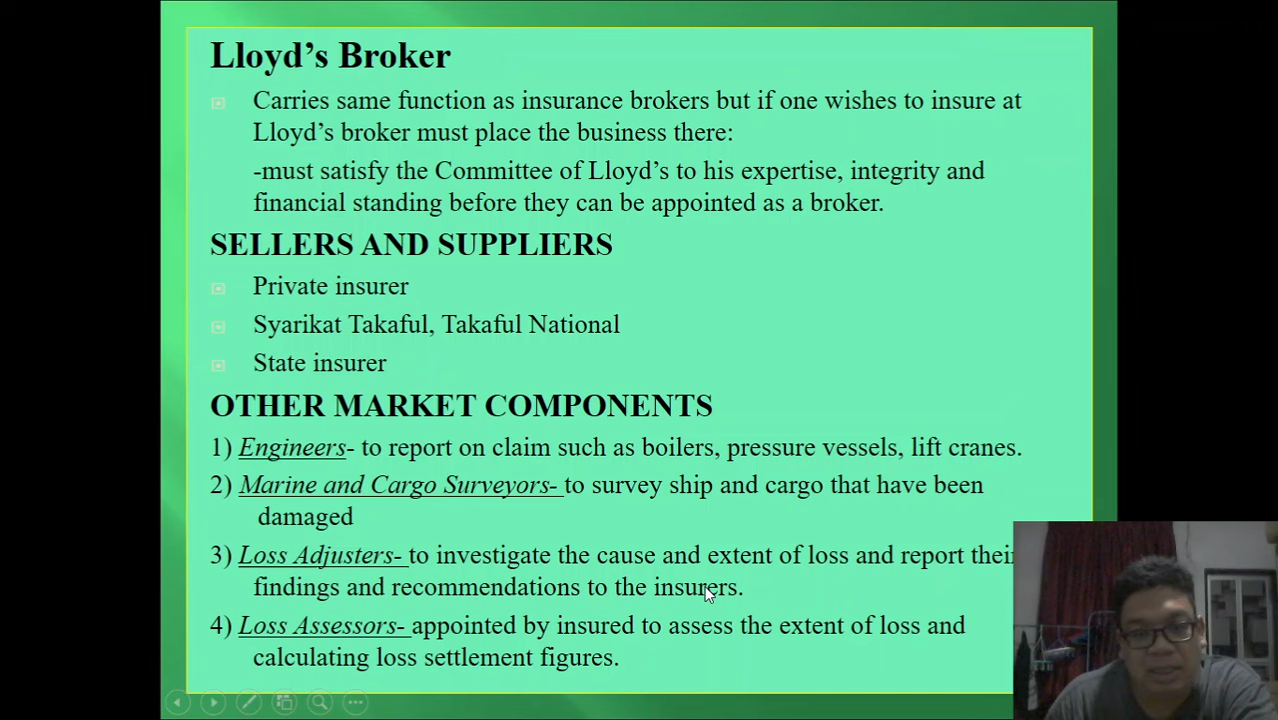 Lloyd's Broker
Carries same function as insurance brokers but if one wishes to insure at
Lloyd's broker must place the business there:
-must satisfy the Committee of Lloyd's to his expertise, integrity and
financial standing before they can be appointed as a broker.
SELLERS AND SUPPLIERS
Private insurer
Syarikat Takaful, Takaful National
State insurer
OTHER MARKET COMPONENTS
1) Engineers- to report on claim such as boilers, pressure vessels, lift cranes.
2) Marine and Cargo Surveyors- to survey ship and cargo that have been
damaged
3) Loss Adjusters- to investigate the cause and extent of loss and report their
findings and recommendations to the insurers.
4) Loss Assessors- appointed by insured to assess the extent of loss and
calculating loss settlement figures.